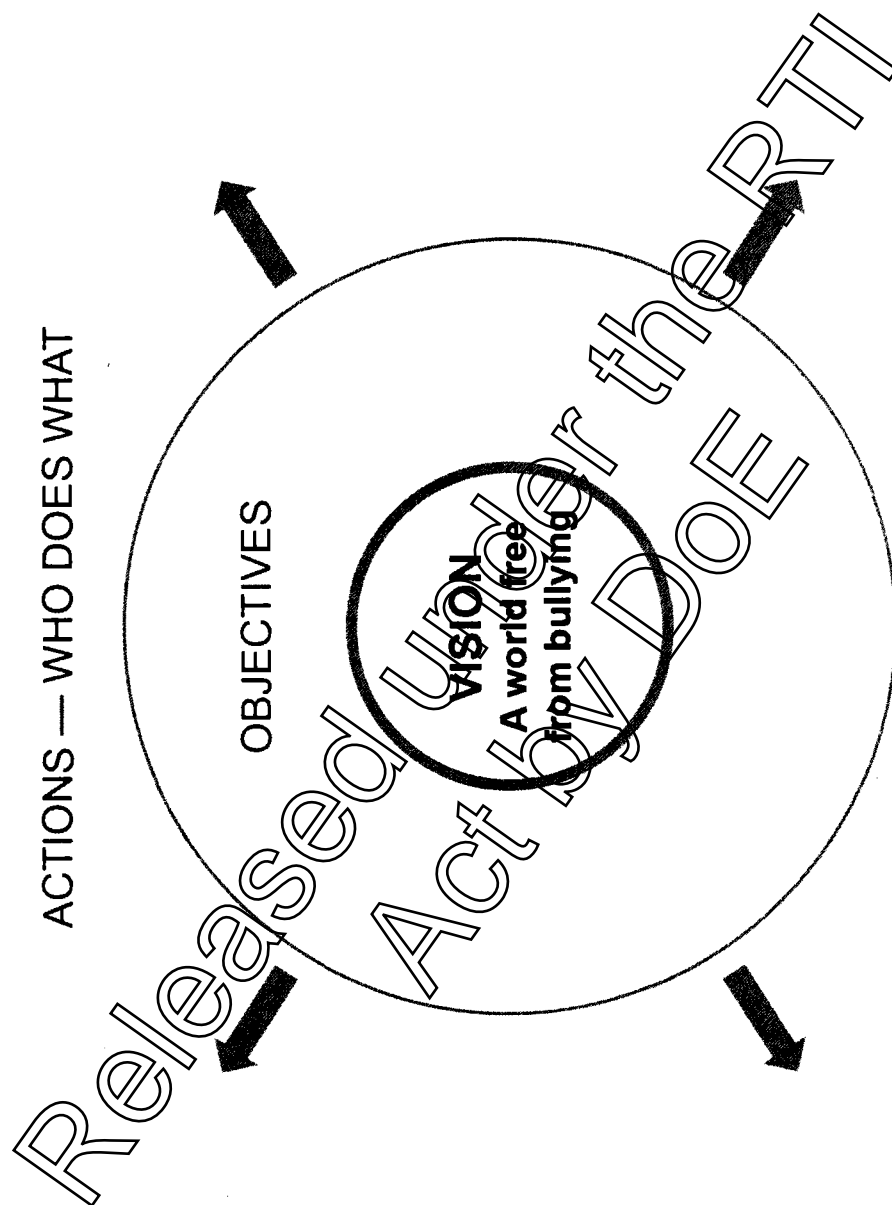 ACTIONS — WHO DOES WHAT
OBJECTIVES
VISION
A world free
from bullying
Released under the RTI
Act by DoE